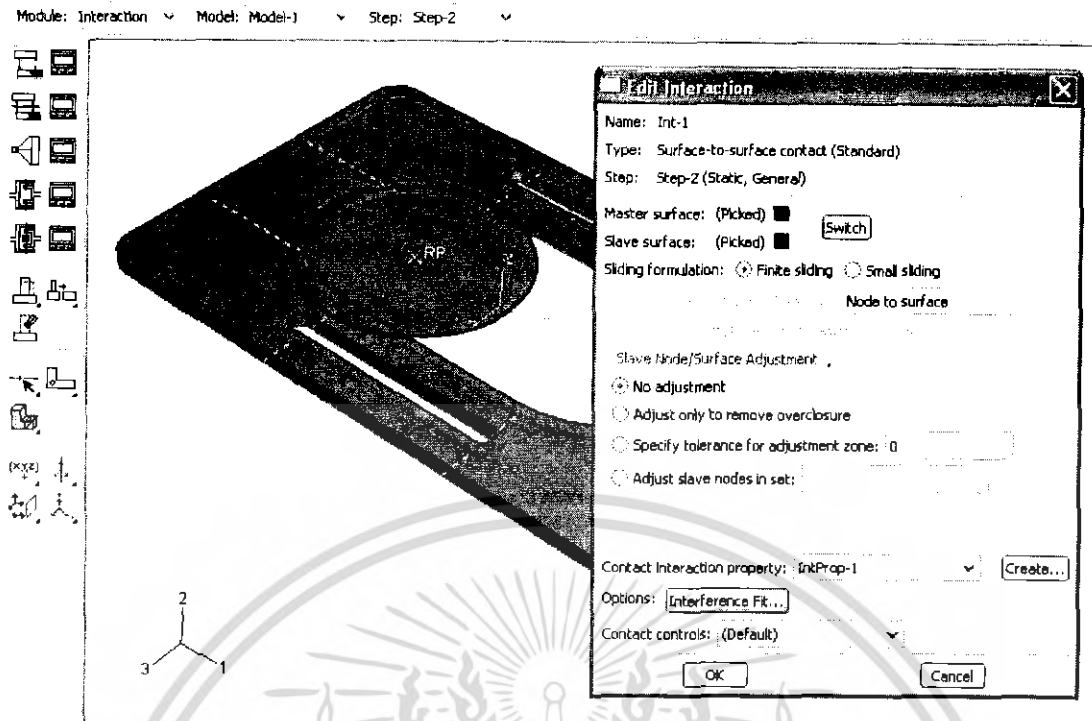 Module: Interaction Model: Model-1 Step: Step-2
Edit Interaction
Name: Int-1
Type: Surface-to-surface contact (Standard)
Step: Step-2 (Static, General)
Master surface: (Picked)
Switch
Slave surface: (Picked)
Sliding formulation: Finite sliding Small sliding
Node to surface
Slave Node/Surface Adjustment
No adjustment
Adjust only to remove overclosure
Specify tolerance for adjustment zone: 0
Adjust slave nodes in set:
Contact interaction property: IntProp-1 Create...
Options: Interference Fit...
Contact controls: (Default)
OK Cancel
RP
(XYZ)
2
3 1